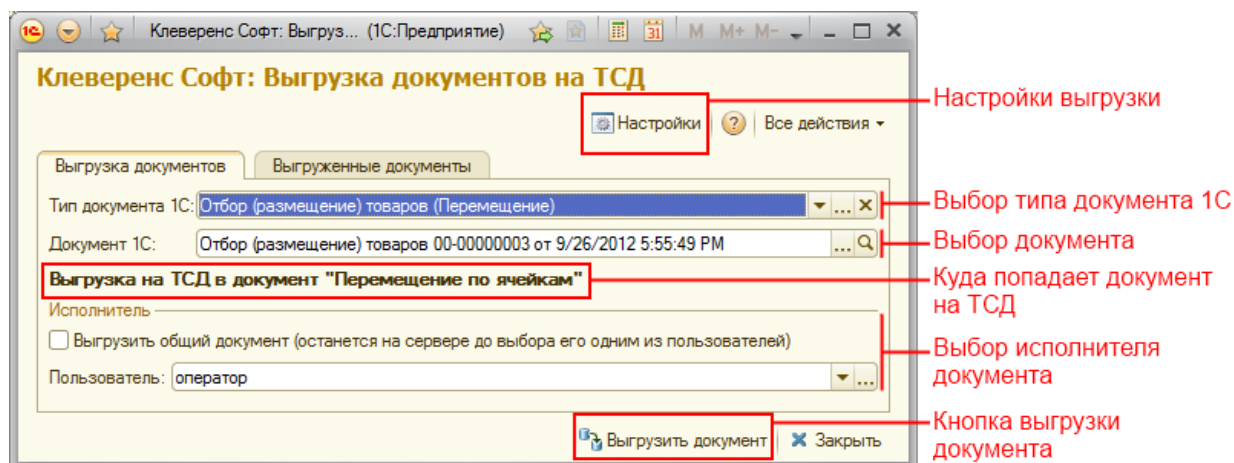 1С Клеверенс Софт: Выгруз... (1С:Предприятие) 31 M M+ M-
Клеверенс Софт: Выгрузка документов на ТСД
Настройки ? Все действия
Настройки выгрузки
Выгрузка документов Выгруженные документы
Тип документа 1С: Отбор (размещение) товаров (Перемещение) ...
Выбор типа документа 1С
Документ 1С: Отбор (размещение) товаров 00-00000003 от 9/26/2012 5:55:49 PM ...
Выбор документа
Выгрузка на ТСД в документ "Перемещение по ячейкам"
Куда попадает документ
на ТСД
Исполнитель
Выгрузить общий документ (останется на сервере до выбора его одним из пользователей)
Пользователь: оператор ...
Выбор исполнителя
документа
Выгрузить документ Закрыть
Кнопка выгрузки
документа